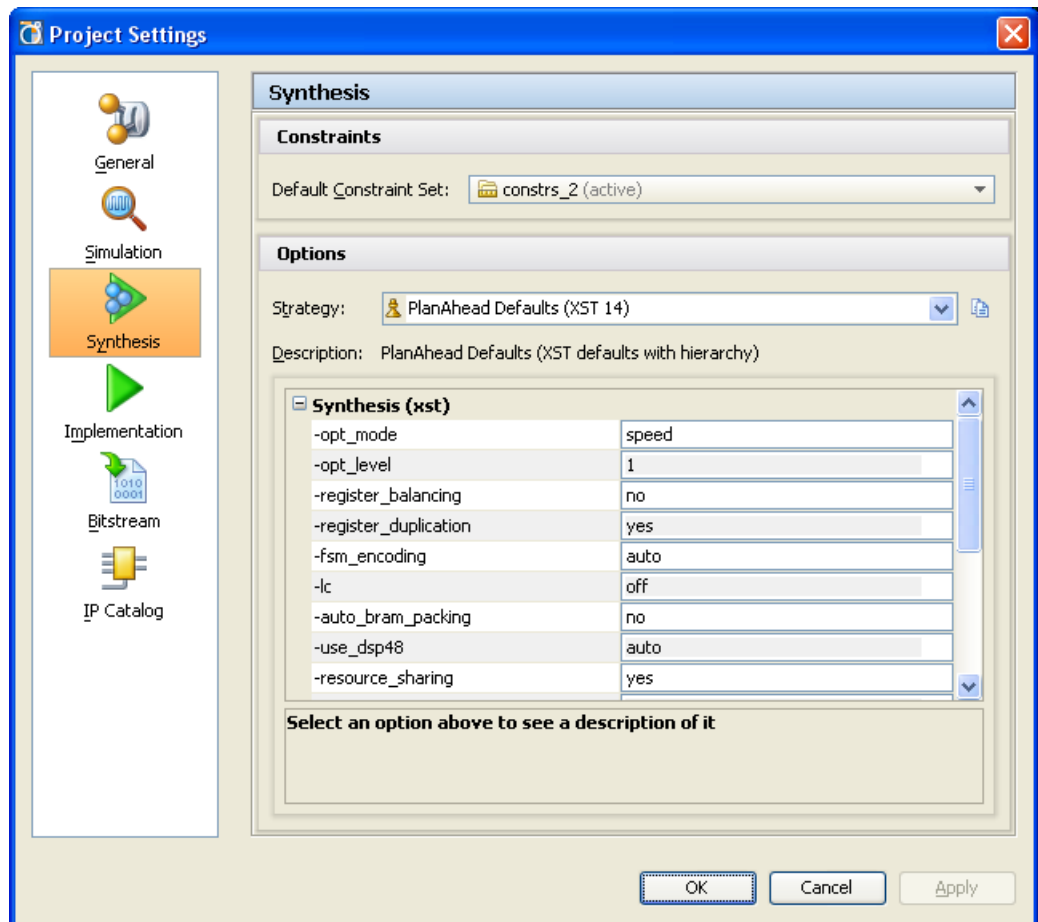 Project Settings
General
Simulation
Synthesis
Implementation
1010
0001
Bitstream
IP Catalog
Synthesis
Constraints
Default Constraint Set: constrs_2 (active)
Options
Strategy: PlanAhead Defaults (XST 14)
Description: PlanAhead Defaults (XST defaults with hierarchy)
Synthesis (xst)
-opt_mode speed
-opt_level 1
-register_balancing no
-register_duplication yes
-fsm_encoding auto
-lc off
-auto_bram_packing no
-use_dsp48 auto
-resource_sharing yes
Select an option above to see a description of it
OK Cancel Apply